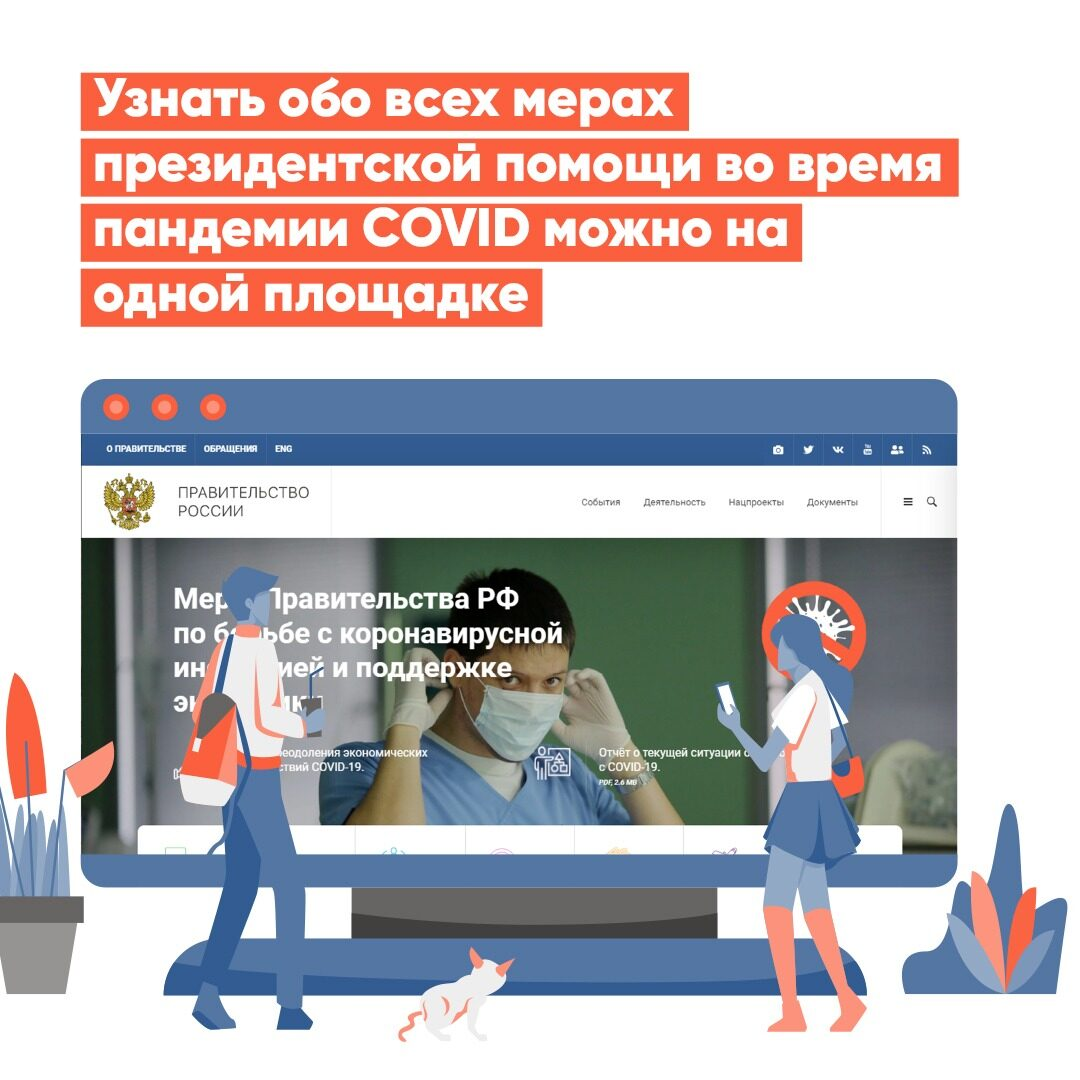 Узнать обо всех мерах
президентской помощи во время
пандемии COVID можно на
одной площадке
О ПРАВИТЕЛЬСТВЕ ОБРАЩЕНИЯ ENG
ПРАВИТЕЛЬСТВО
РОССИИ
События Деятельность Нацпроекты Документы
Правительства РФ
по с коронавирусной
и поддержке
экономических
COVID-19.
Отчёт о текущей ситуации
с COVID-19.
PDF, 2.6 MB